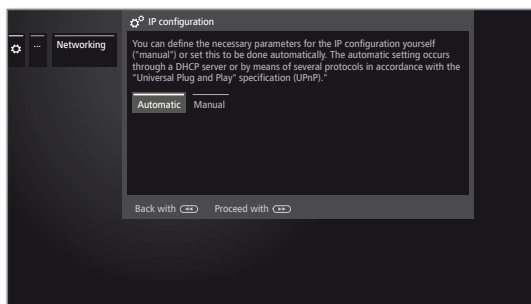 IP configuration
... Networking
You can define the necessary parameters for the IP configuration yourself
("manual") or set this to be done automatically. The automatic setting occurs
through a DHCP server or by means of several protocols in accordance with the
"Universal Plug and Play" specification (UPnP)."
Automatic Manual
Back with Proceed with